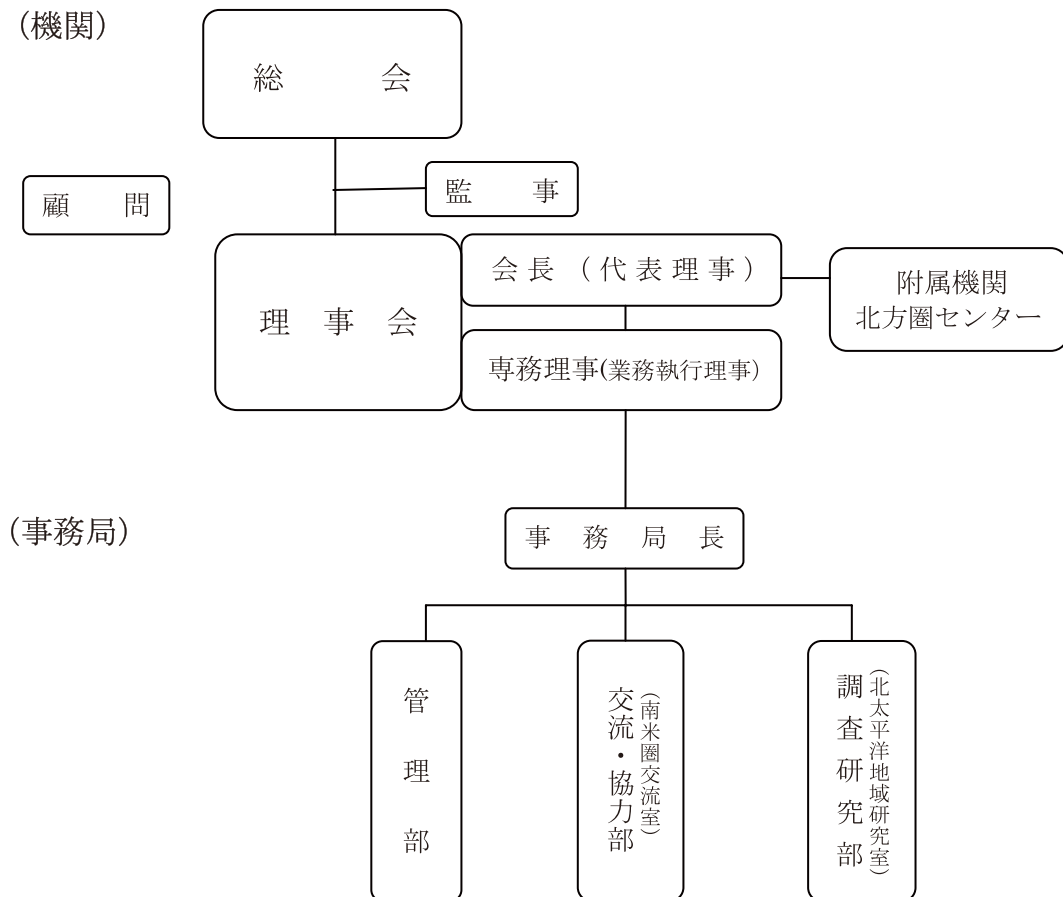 (機関)
総 会
監 事
顧 問
会長(代表理事)
附属機関
北方圏センター
理 事 会
専務理事(業務執行理事)
(事務局)
事 務 局 長
管理部
交流・協力部
(南米圏交流室)
調査研究部
(北太平洋地域研究室)